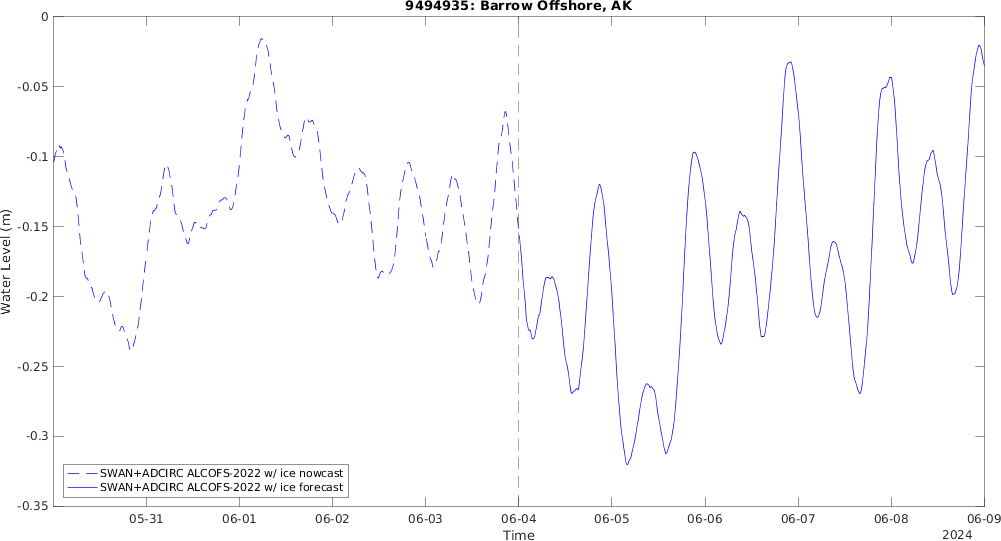 9494935: Barrow Offshore, AK
Water Level (m)
0
-0.05
-0.1
-0.15
-0.2
-0.25
-0.3
-0.35
SWAN+ADCIRC ALCOFS-2022 w/ ice nowcast
SWAN+ADCIRC ALCOFS-2022 w/ ice forecast
05-31 06-01 06-02 06-03 06-04 06-05 06-06 06-07 06-08 06-09
Time
2024